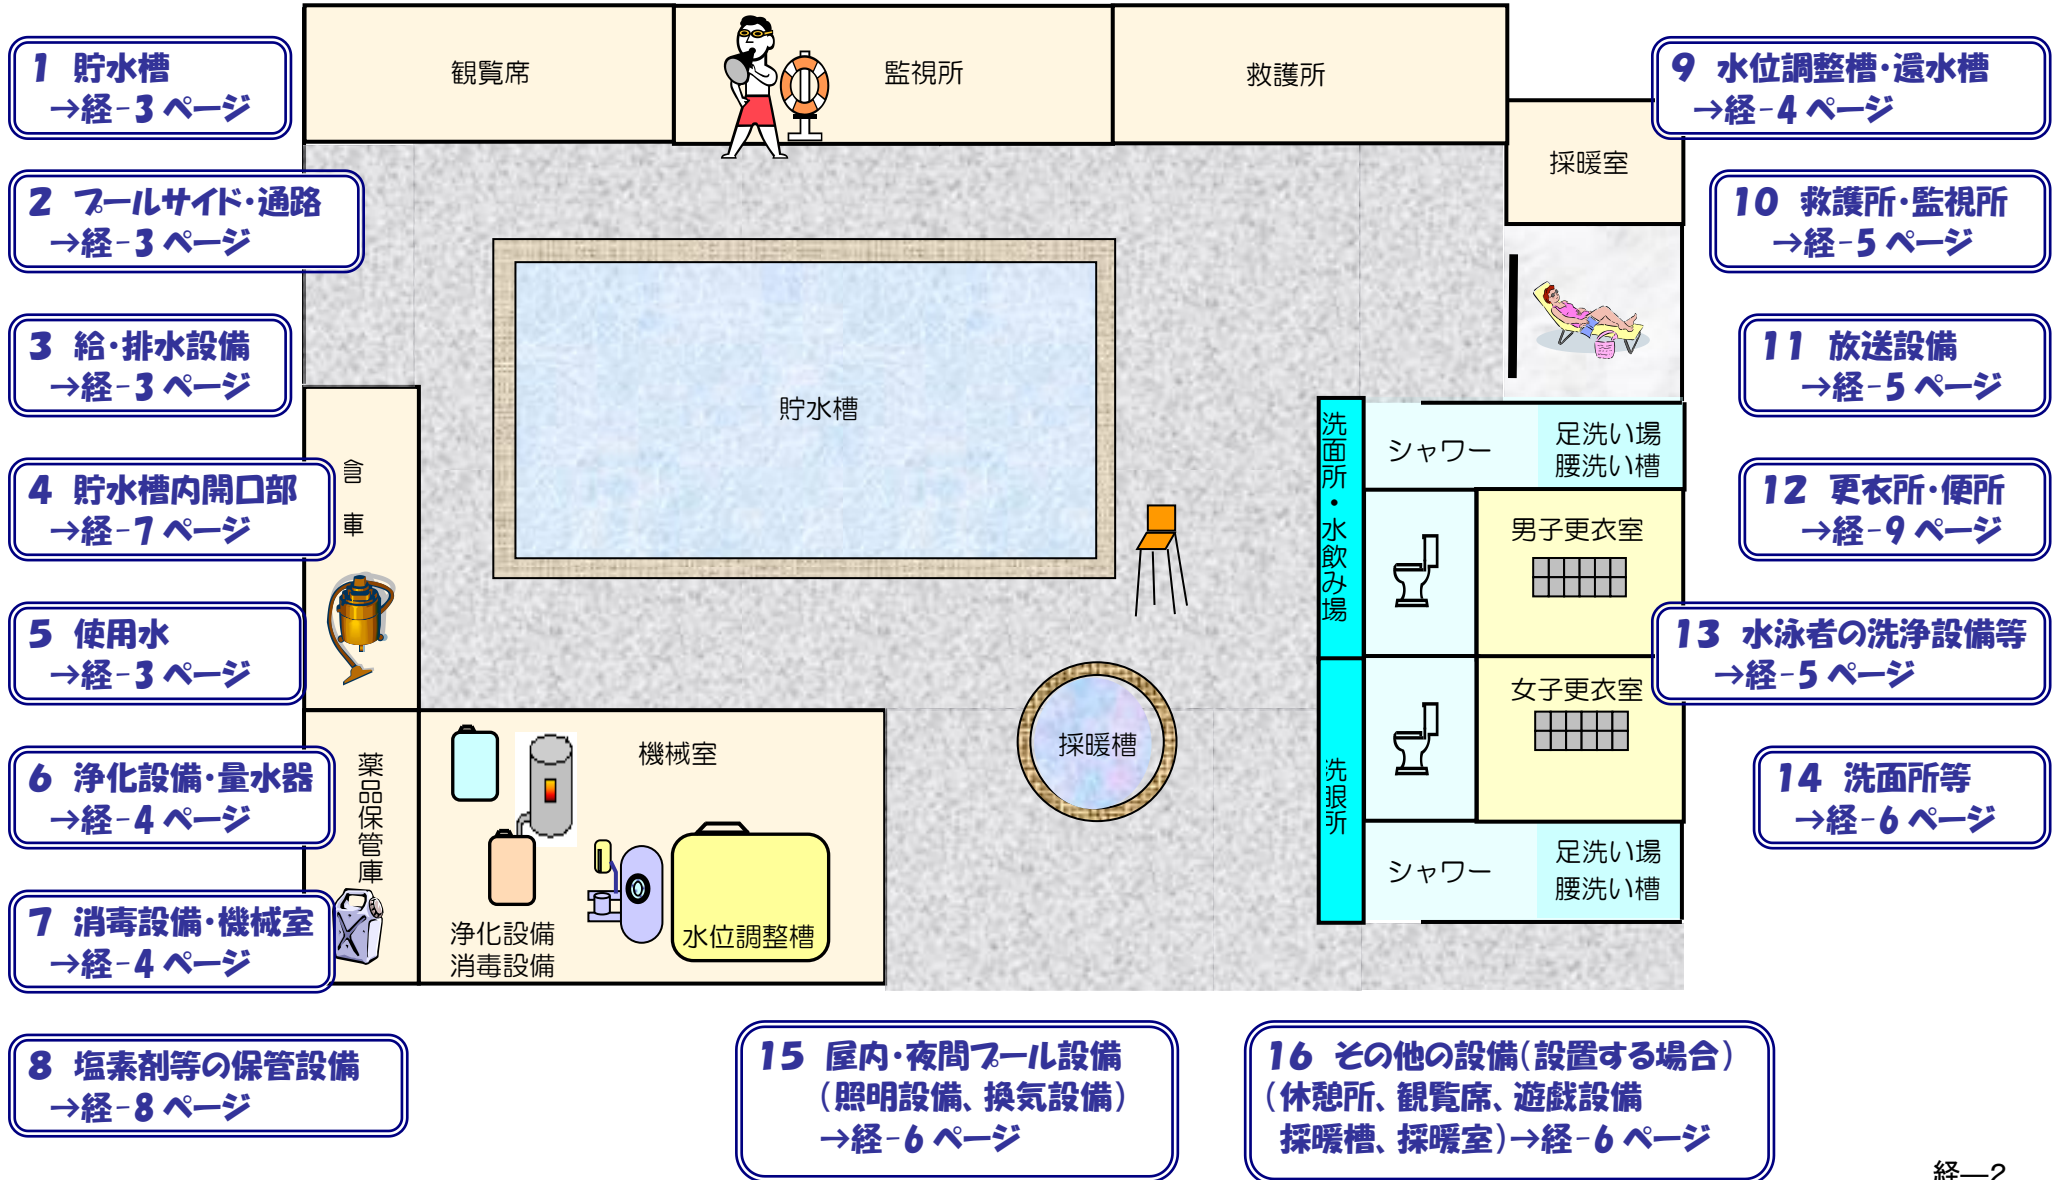 1 貯水槽
→経-3 ページ
2 プールサイド・通路
→経-3 ページ
3 給・排水設備
→経-3 ページ
4 貯水槽内開口部
→経-7 ページ
5 使用水
→経-3 ページ
6 浄化設備・量水器
→経-4 ページ
7 消毒設備・機械室
→経-4 ページ
8 塩素剤等の保管設備
→経-8 ページ
観覧席
監視所
救護所
採暖室
貯水槽
洗面所・水飲み場
シャワー
足洗い場
腰洗い槽
男子更衣室
女子更衣室
洗眼所
シャワー
足洗い場
腰洗い槽
採暖槽
薬品保管庫
機械室
浄化設備
消毒設備
水位調整槽
9 水位調整槽・還水槽
→経-4 ページ
10 救護所・監視所
→経-5 ページ
11 放送設備
→経-5 ページ
12 更衣所・便所
→経-9 ページ
13 水泳者の洗浄設備等
→経-5 ページ
14 洗面所等
→経-6 ページ
15 屋内・夜間プール設備
(照明設備、換気設備)
→経-6 ページ
16 その他の設備(設置する場合)
(休憩所、観覧席、遊戯設備
採暖槽、採暖室)→経-6 ページ
経―2